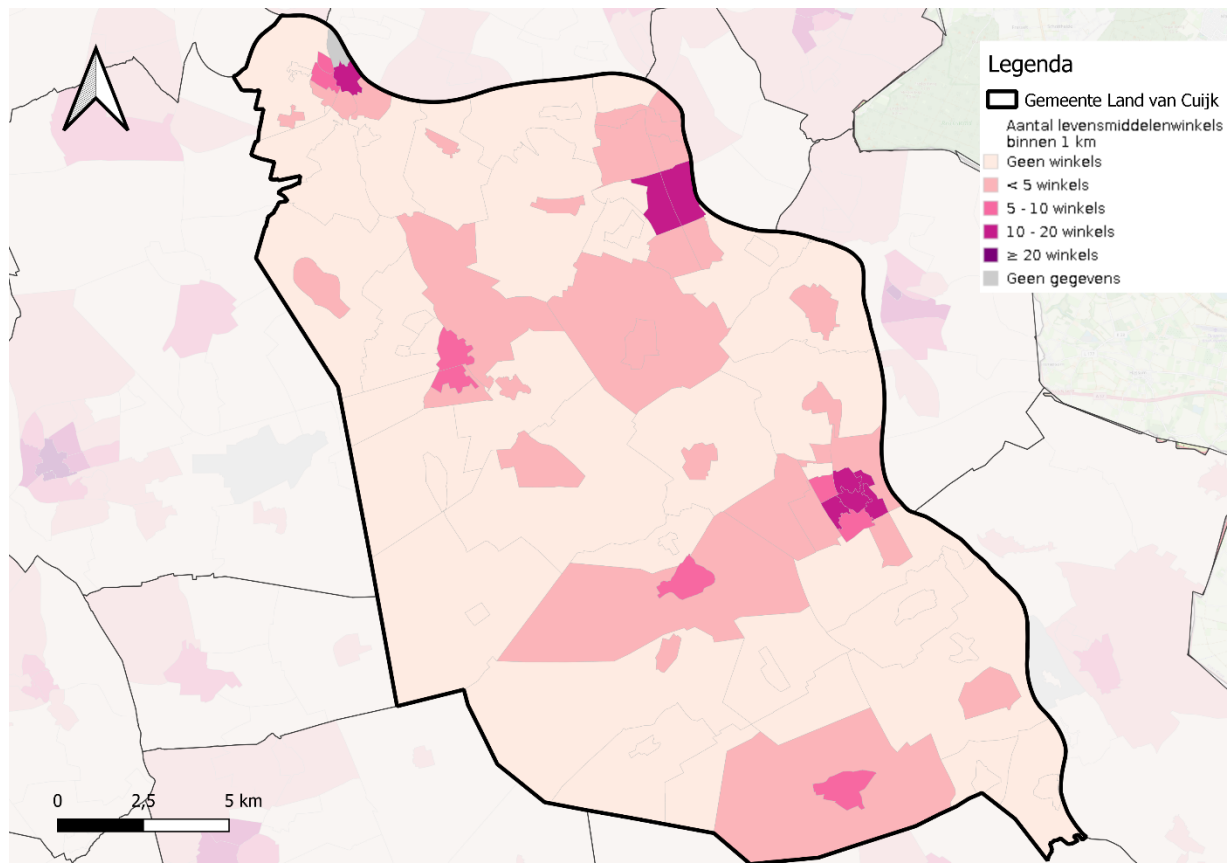 Legenda
Gemeente Land van Cuijk
Aantal levensmiddelenwinkels
binnen 1 km
Geen winkels
< 5 winkels
5 - 10 winkels
10 - 20 winkels
≥ 20 winkels
Geen gegevens
0 2,5 5 km